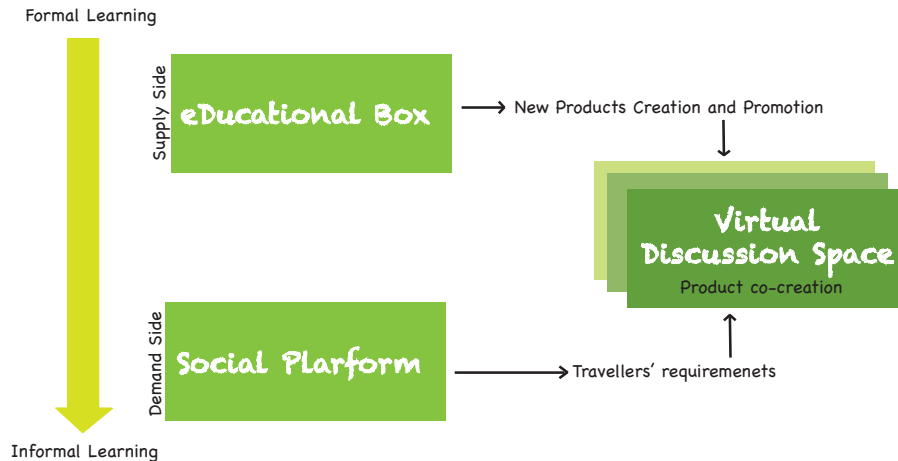 Formal Learning
Supply Side
eDucational Box
New Products Creation and Promotion
Virtual
Discussion Space
Product co-creation
Demand Side
Social Plarform
Travellers’ requiremenets
Informal Learning